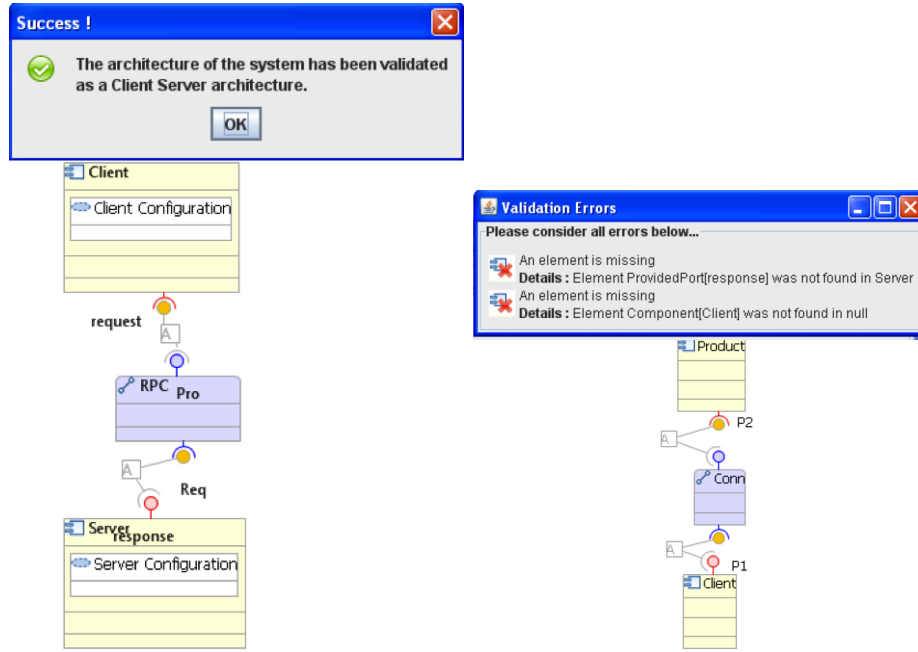 Success !
The architecture of the system has been validated
as a Client Server architecture.
OK
Client
Client Configuration
request
A
RPC
Pro
A
Req
Server
response
Server Configuration
Validation Errors
Please consider all errors below...
An element is missing
Details : Element ProvidedPort[response] was not found in Server
An element is missing
Details : Element Component[Client] was not found in null
Product
P2
A
Conn
A
P1
Client